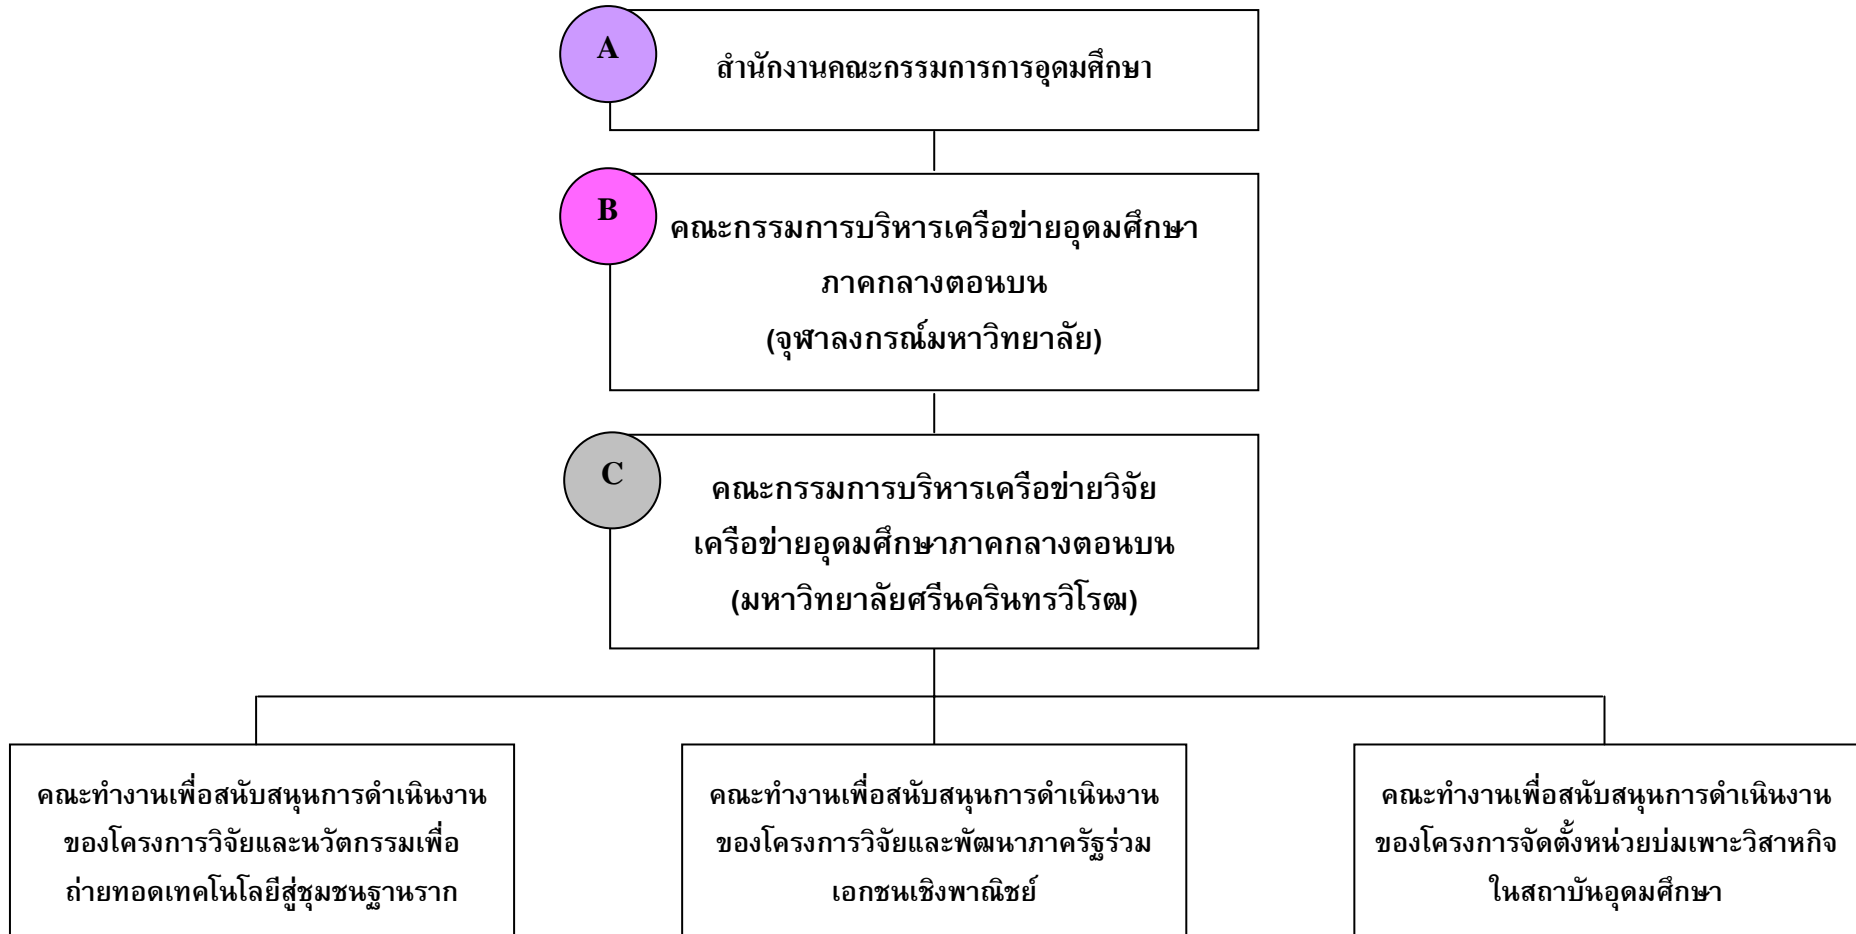 A
สำนักงานคณะกรรมการการอุดมศึกษา
B
คณะกรรมการบริหารเครือข่ายอุดมศึกษา
ภาคกลางตอนบน
(จุฬาลงกรณ์มหาวิทยาลัย)
C
คณะกรรมการบริหารเครือข่ายวิจัย
เครือข่ายอุดมศึกษาภาคกลางตอนบน
(มหาวิทยาลัยศรีนครินทรวิโรฒ)
คณะทำงานเพื่อสนับสนุนการดำเนินงาน
ของโครงการวิจัยและนวัตกรรมเพื่อ
ถ่ายทอดเทคโนโลยีสู่ชุมชนฐานราก
คณะทำงานเพื่อสนับสนุนการดำเนินงาน
ของโครงการวิจัยและพัฒนาภาครัฐร่วม
เอกชนเชิงพาณิชย์
คณะทำงานเพื่อสนับสนุนการดำเนินงาน
ของโครงการจัดตั้งหน่วยบ่มเพาะวิสาหกิจ
ในสถาบันอุดมศึกษา